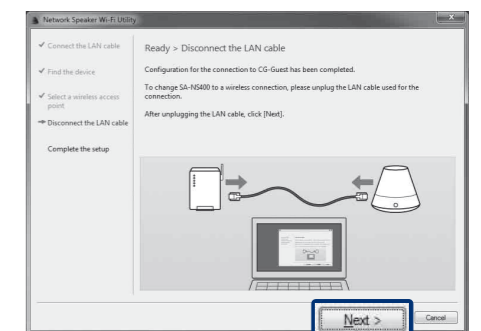 Network Speaker Wi-Fi Utility
✔ Connect the LAN cable
✔ Find the device
✔ Select a wireless access
point
➔ Disconnect the LAN cable
Complete the setup
Ready > Disconnect the LAN cable
Configuration for the connection to CG-Guest has been completed.
To change SA-NS400 to a wireless connection, please unplug the LAN cable used for the
connection.
After unplugging the LAN cable, click [Next].
Next >
Cancel